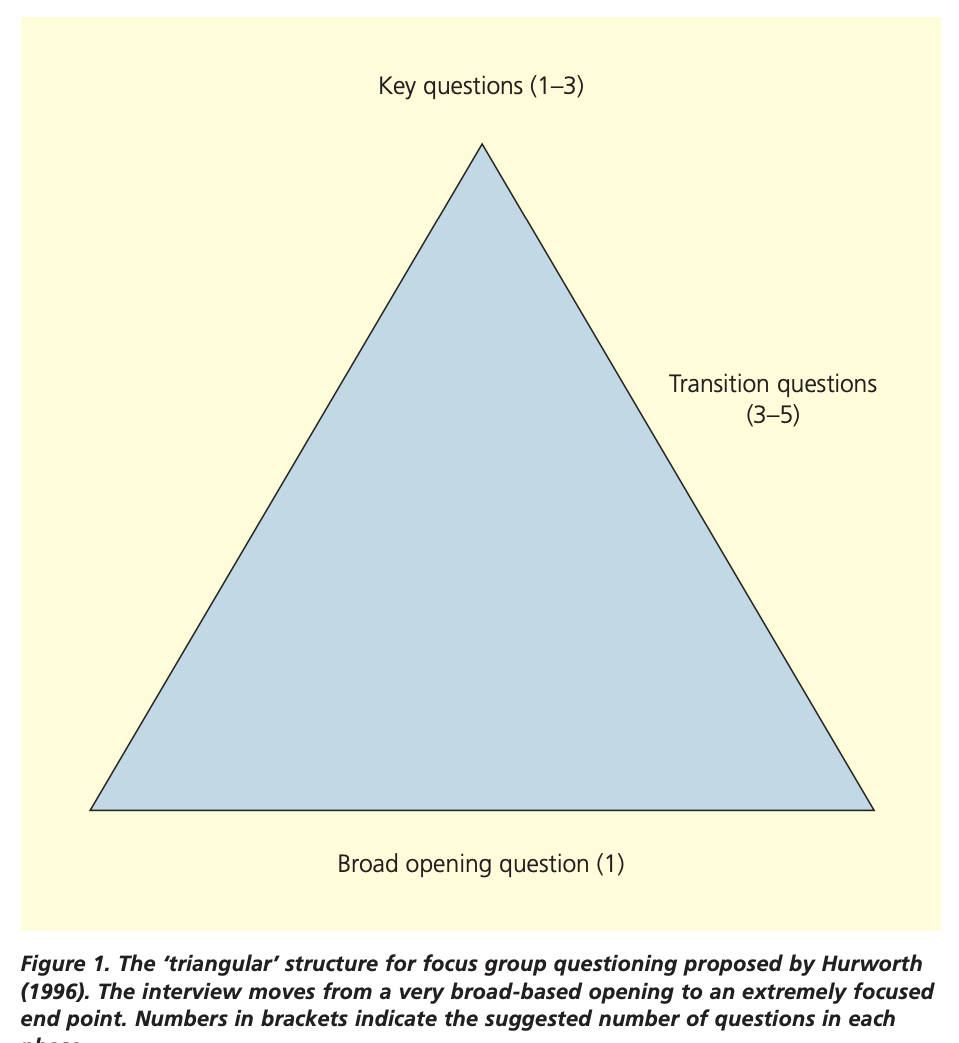 Key questions (1–3)
Transition questions
(3–5)
Broad opening question (1)
Figure 1. The ‘triangular’ structure for focus group questioning proposed by Hurworth
(1996). The interview moves from a very broad-based opening to an extremely focused
end point. Numbers in brackets indicate the suggested number of questions in each